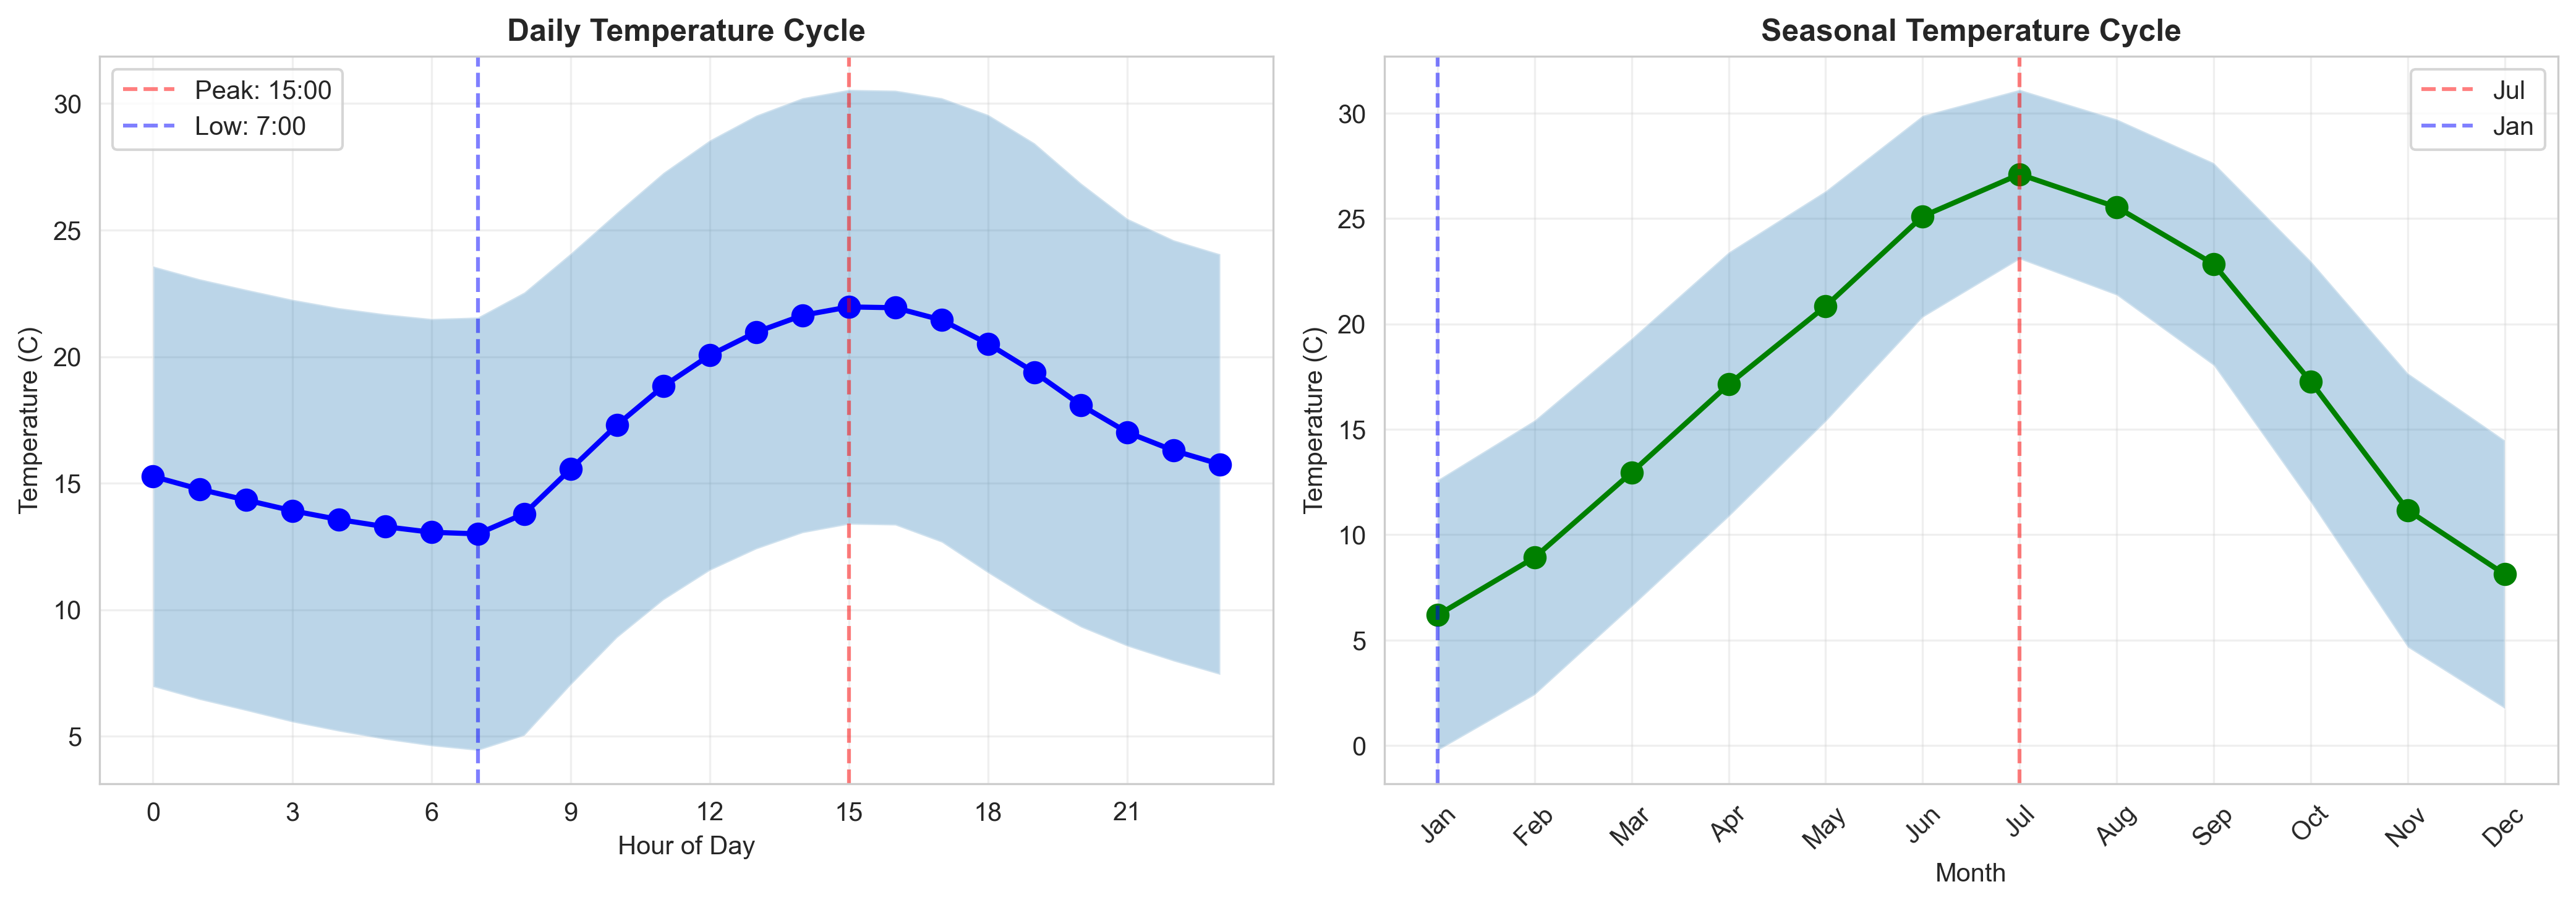 Daily Temperature Cycle
Peak: 15:00
Low: 7:00
Temperature (C)
30
25
20
15
10
5
0 3 6 9 12 15 18 21
Hour of Day
Seasonal Temperature Cycle
Jul
Jan
Temperature (C)
30
25
20
15
10
5
0
Jan Feb Mar Apr May Jun Jul Aug Sep Oct Nov Dec
Month